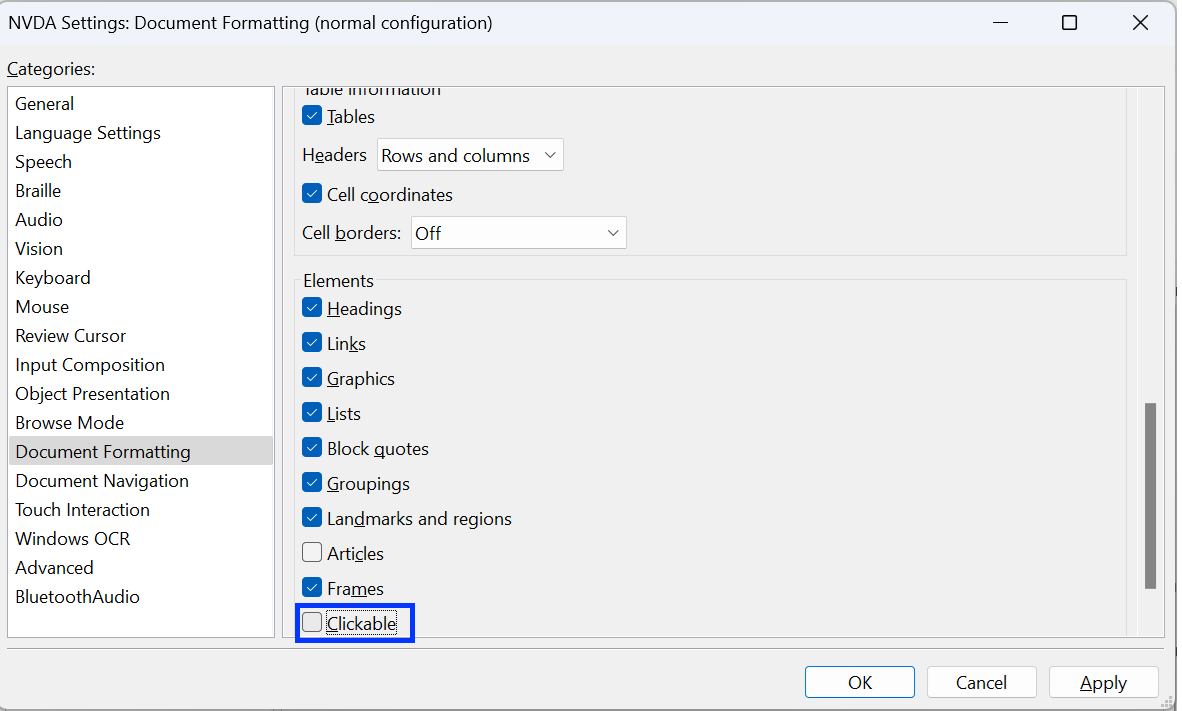 NVDA Settings: Document Formatting (normal configuration)
Categories:
General
Language Settings
Speech
Braille
Audio
Vision
Keyboard
Mouse
Review Cursor
Input Composition
Object Presentation
Browse Mode
Document Formatting
Document Navigation
Touch Interaction
Windows OCR
Advanced
BluetoothAudio
Table information
Tables
Headers Rows and columns
Cell coordinates
Cell borders: Off
Elements
Headings
Links
Graphics
Lists
Block quotes
Groupings
Landmarks and regions
Articles
Frames
Clickable
OK Cancel Apply